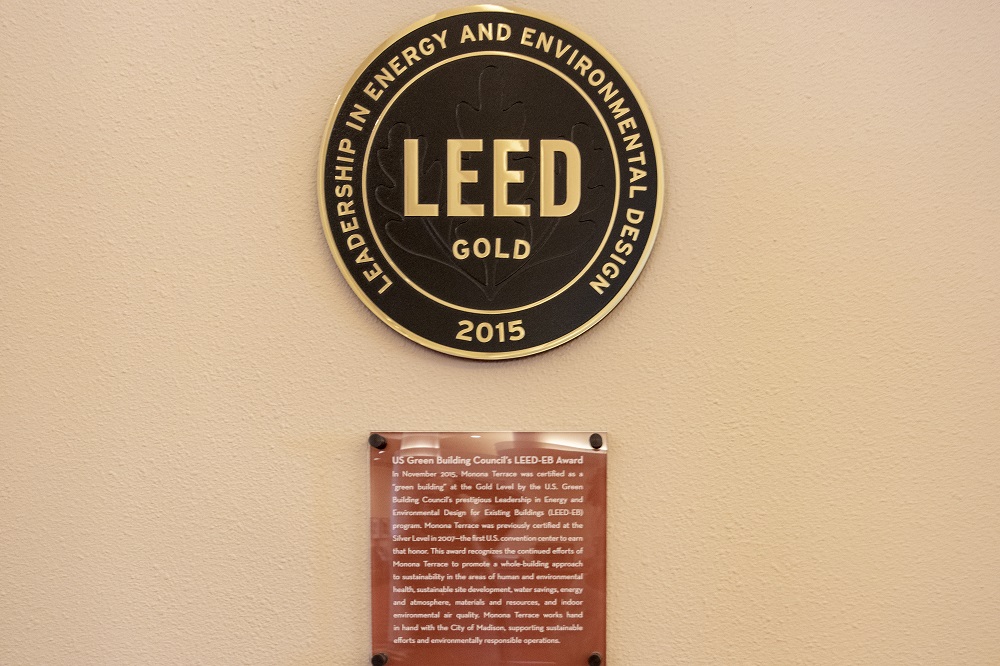 LEADERSHIP IN ENERGY AND ENVIRONMENTAL DESIGN
LEED
GOLD
2015
US Green Building Council's LEED-EB Award
In November 2015, Monona Terrace was certified as a
"green building" at the Gold Level by the U.S. Green
Building Council's prestigious Leadership in Energy and
Environmental Design for Existing Buildings (LEED-EB)
program. Monona Terrace was previously certified at the
Silver Level in 2007—the first U.S. convention center to earn
that honor. This award recognizes the continued efforts of
Monona Terrace to promote a whole-building approach
to sustainability in the areas of human and environmental
health, sustainable site development, water savings, energy
and atmosphere, materials and resources, and indoor
environmental air quality. Monona Terrace works hand
in hand with the City of Madison, supporting sustainable
efforts and environmentally responsible operations.